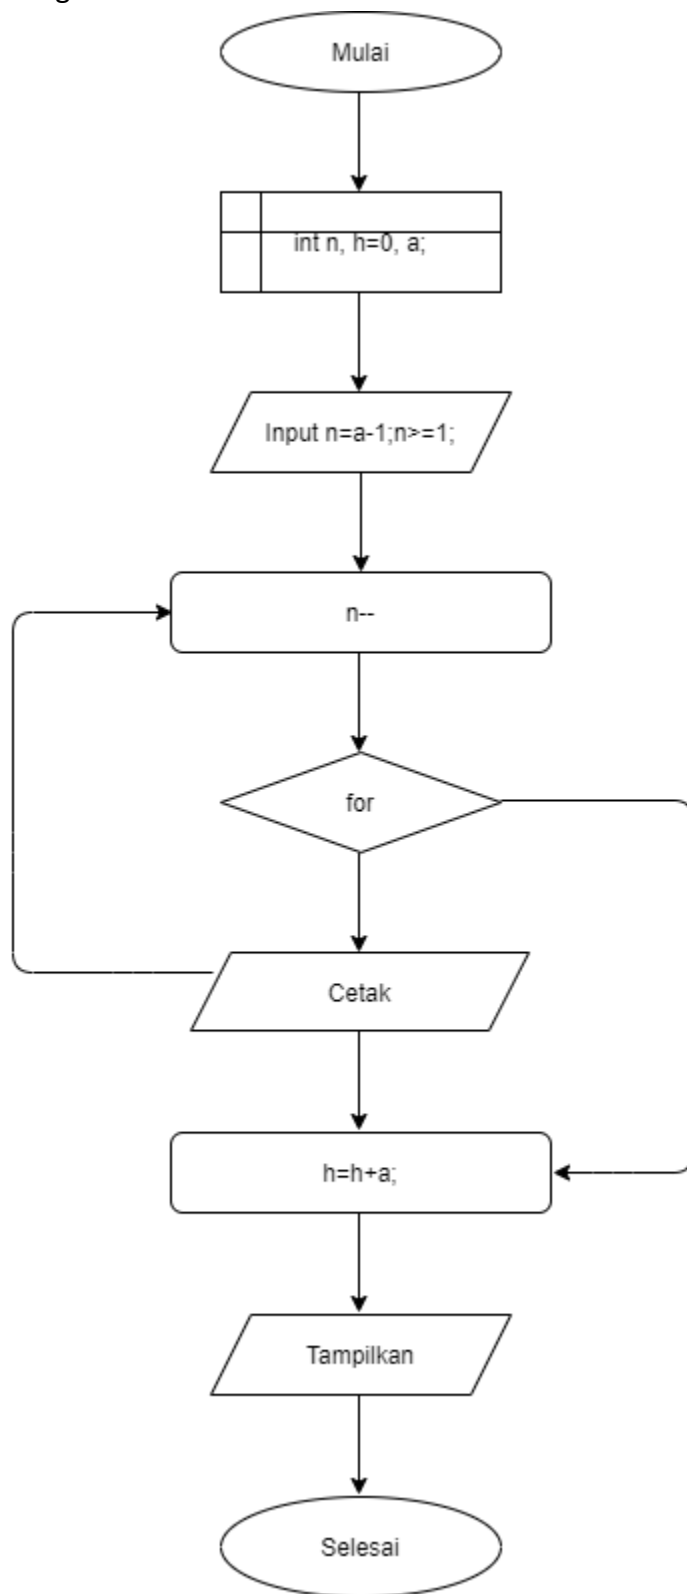 Mulai
int n, h=0, a;
Input n=a-1;n>=1;
n--
for
Cetak
h=h+a;
Tampilkan
Selesai